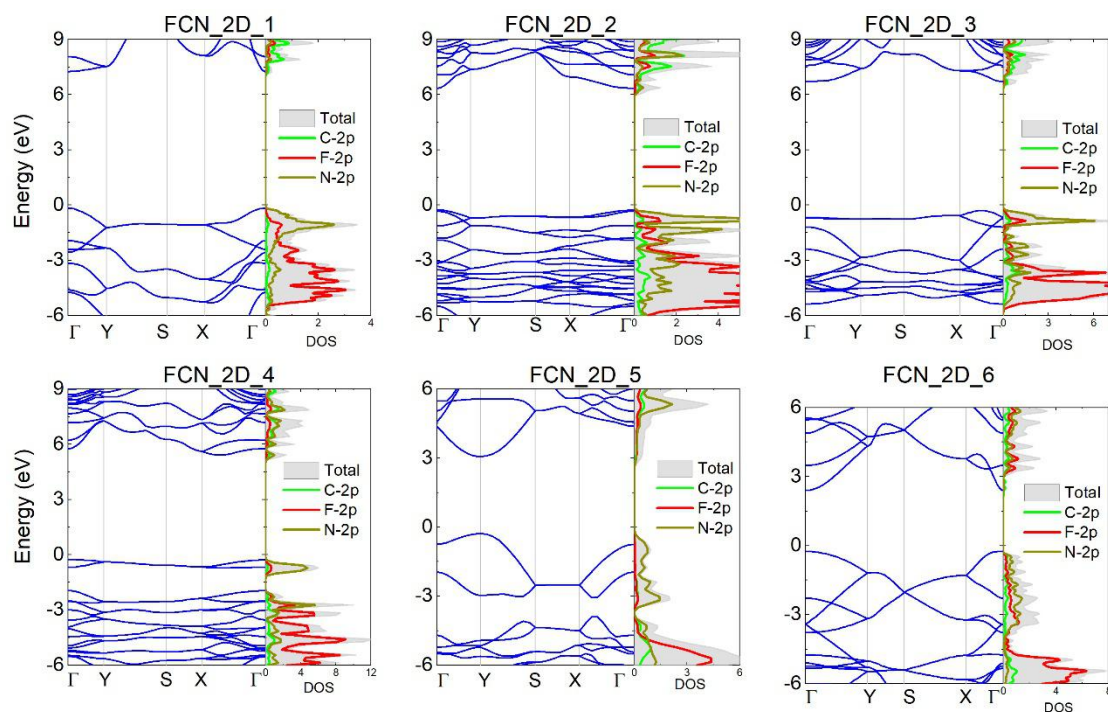 FCN_2D_1
FCN_2D_2
FCN_2D_3
Energy (eV)
9
6
3
0
-3
-6
Γ Y S X Γ
Total
C-2p
F-2p
N-2p
0 2 4
DOS
9
6
3
0
-3
-6
Γ Y S X Γ
Total
C-2p
F-2p
N-2p
0 2 4
DOS
9
6
3
0
-3
-6
Γ Y S X Γ
Total
C-2p
F-2p
N-2p
0 3 6
DOS
FCN_2D_4
FCN_2D_5
FCN_2D_6
Energy (eV)
9
6
3
0
-3
-6
Γ Y S X Γ
Total
C-2p
F-2p
N-2p
0 4 8 12
DOS
6
3
0
-3
-6
Γ Y S X Γ
Total
C-2p
F-2p
N-2p
0 3 6
DOS
6
3
0
-3
-6
Γ Y S X Γ
Total
C-2p
F-2p
N-2p
0 4 8
DOS